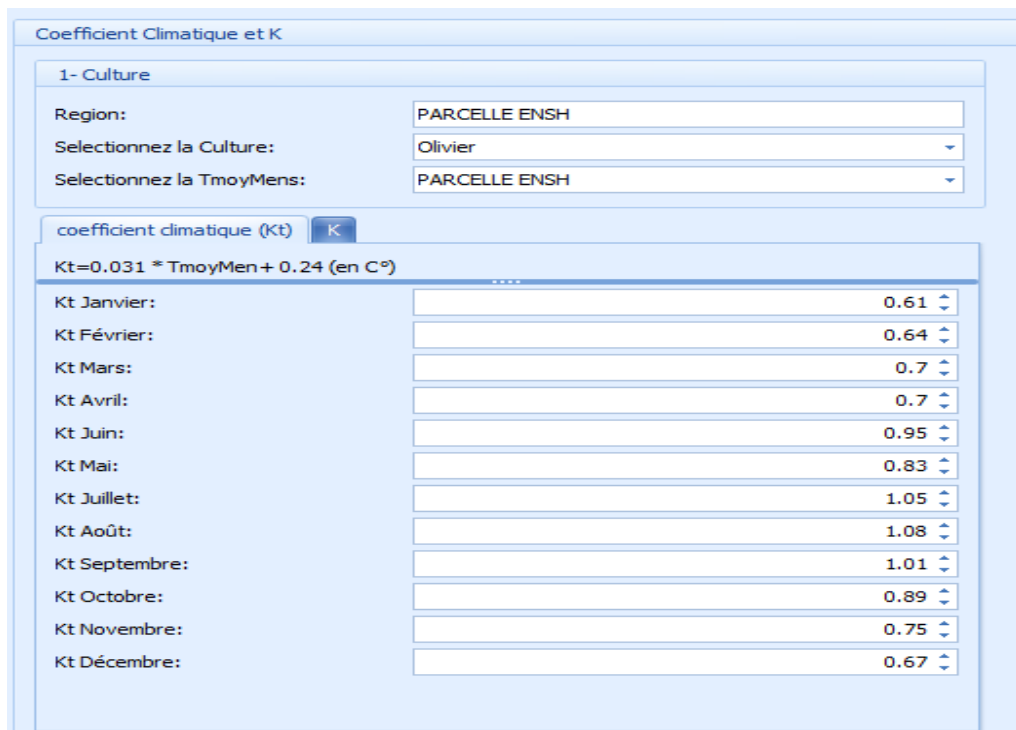 Coefficient Climatique et K
1- Culture
Region: PARCELLE ENSH
Selectionnez la Culture: Olivier
Selectionnez la TmoyMens: PARCELLE ENSH
coefficient climatique (Kt) K
Kt=0.031 * TmoyMen+ 0.24 (en C°)
Kt Janvier: 0.61
Kt Février: 0.64
Kt Mars: 0.7
Kt Avril: 0.7
Kt Juin: 0.95
Kt Mai: 0.83
Kt Juillet: 1.05
Kt Août: 1.08
Kt Septembre: 1.01
Kt Octobre: 0.89
Kt Novembre: 0.75
Kt Décembre: 0.67